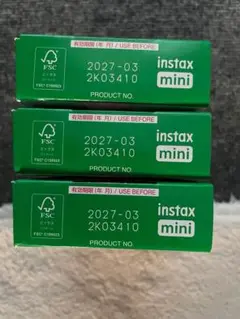 有効期限(年 月) / USE BEFORE
FSC
2027-03
2K03410
instax
mini
PRODUCT NO.
有効期限(年 月) / USE BEFORE
FSC
2027-03
2K03410
instax
mini
PRODUCT NO.
有効期限(年 月) / USE BEFORE
FSC
2027-03
2K03410
instax
mini
PRODUCT NO.